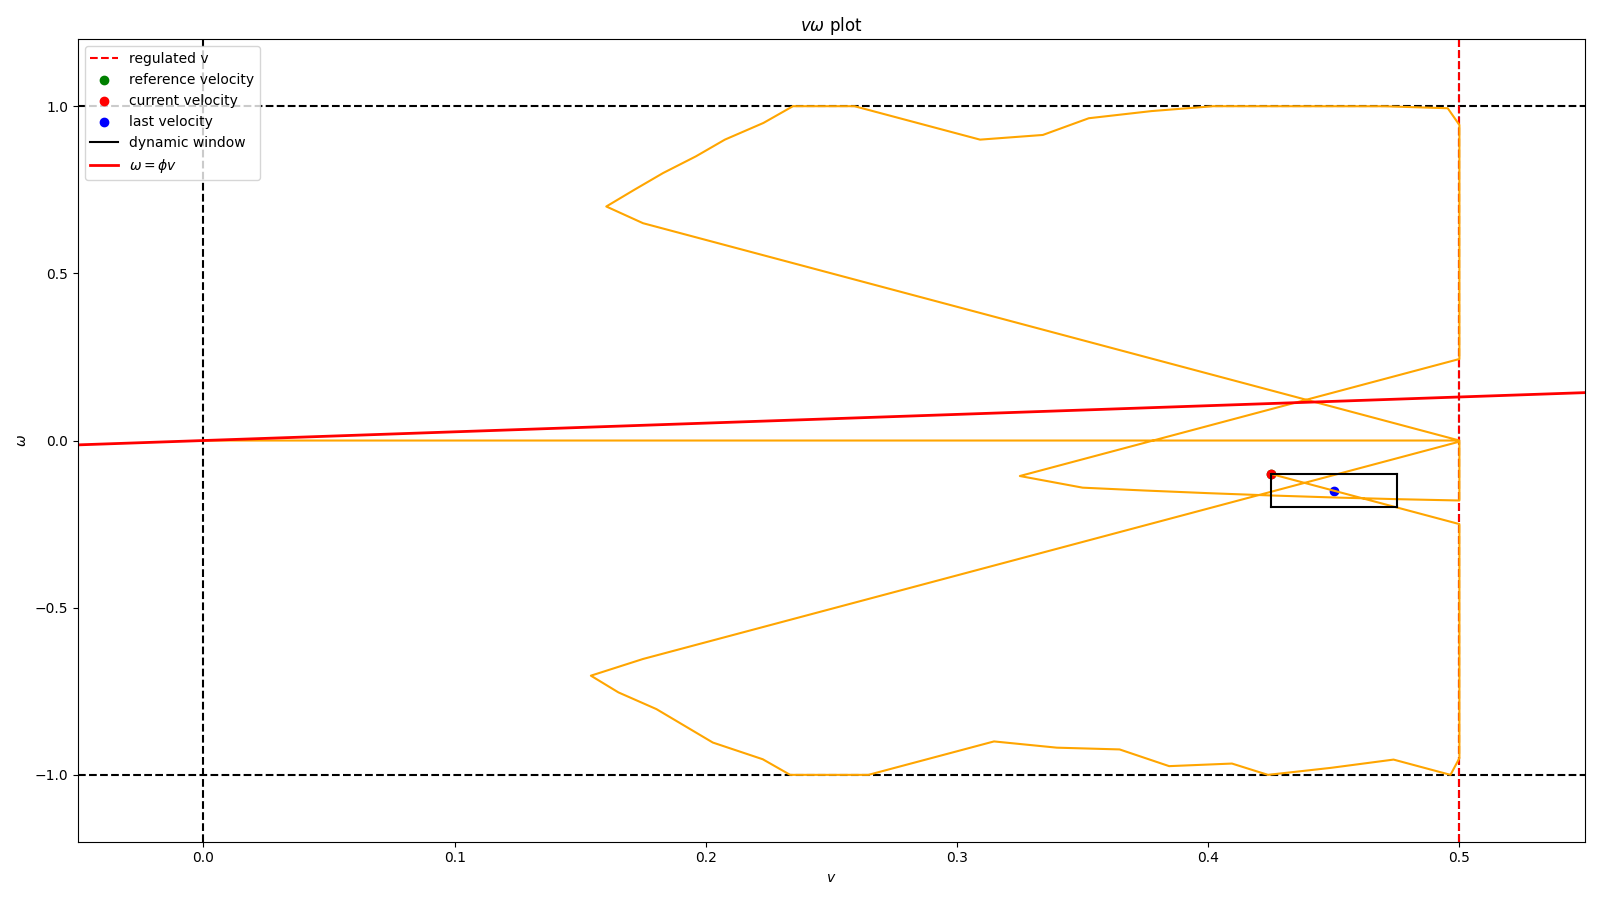 vω plot
regulated v
reference velocity
current velocity
last velocity
dynamic window
ω = ϕv
1.0
0.5
0.0
−0.5
−1.0
ω
0.0 0.1 0.2 0.3 0.4 0.5
v